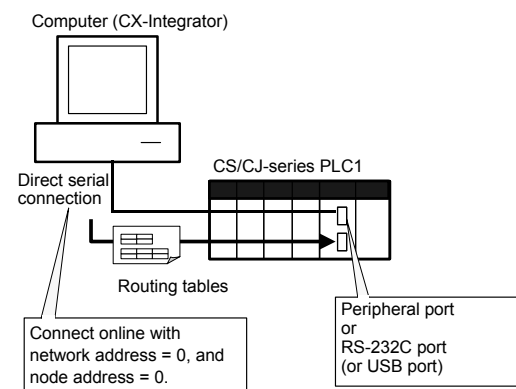 Computer (CX-Integrator)
CS/CJ-series PLC1
Direct serial
connection
Routing tables
Connect online with
network address = 0, and
node address = 0.
Peripheral port
or
RS-232C port
(or USB port)